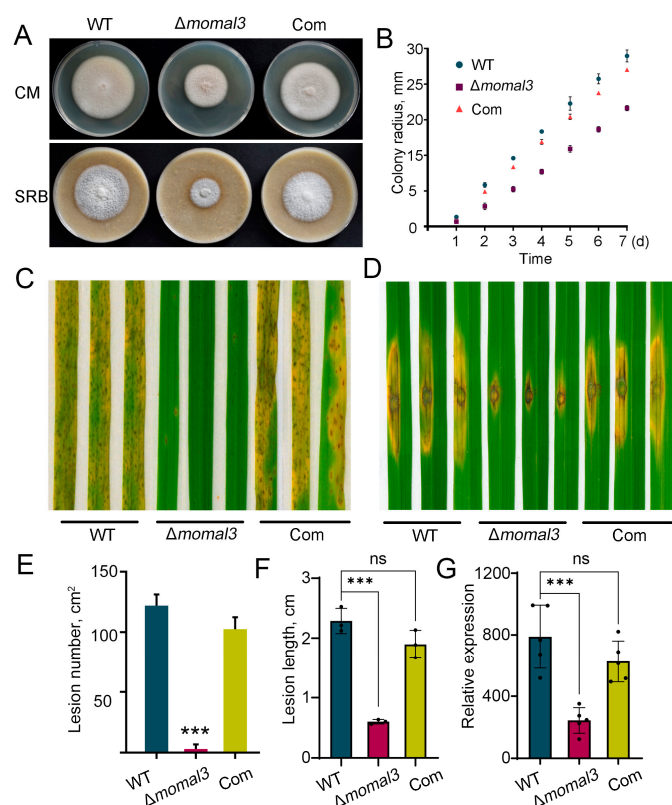 A
WT
Δmomal3
Com
CM
SRB
B
Colony radius, mm
30
25
20
15
5
0
WT
Δmomal3
Com
1 2 3 4 5 6 7 (d)
Time
C
WT
Δmomal3
Com
D
WT
Δmomal3
Com
E
Lesion number, cm²
150
100
50
***
WT
Δmomal3
Com
F
Lesion length, cm
3
2
1
0
ns
***
WT
Δmomal3
Com
G
Relative expression
1200
800
400
0
ns
***
WT
Δmomal3
Com